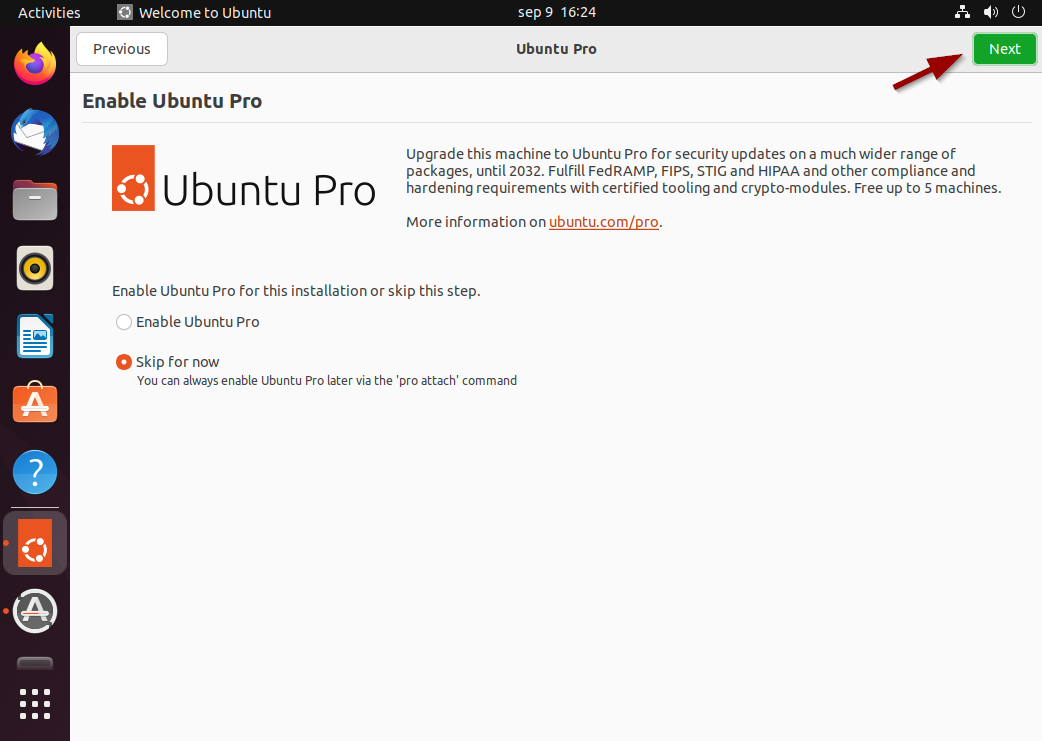 Activities Welcome to Ubuntu sep 9 16:24
Previous Ubuntu Pro Next
Enable Ubuntu Pro
Ubuntu Pro
Upgrade this machine to Ubuntu Pro for security updates on a much wider range of
packages, until 2032. Fulfill FedRAMP, FIPS, STIG and HIPAA and other compliance and
hardening requirements with certified tooling and crypto-modules. Free up to 5 machines.
More information on ubuntu.com/pro.
Enable Ubuntu Pro for this installation or skip this step.
Enable Ubuntu Pro
Skip for now
You can always enable Ubuntu Pro later via the 'pro attach' command